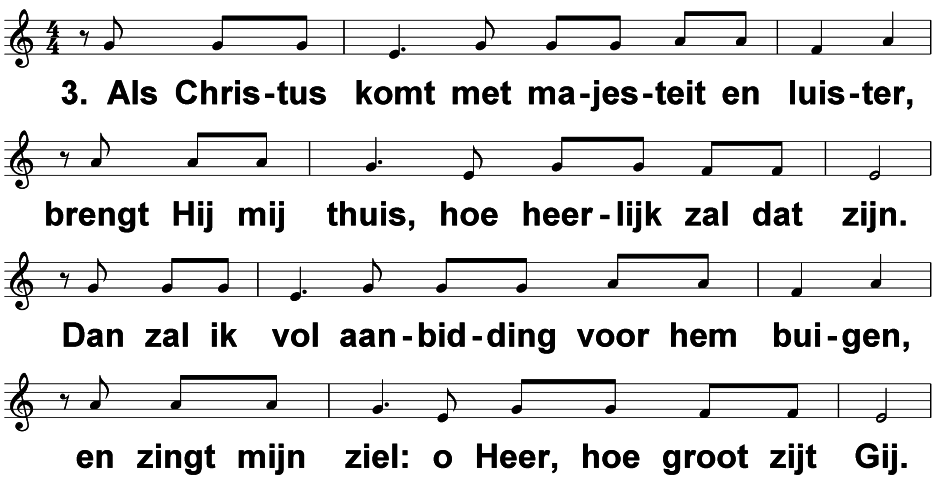 3. Als Chris-tus komt met ma-jes-teit en luis-ter,
brengt Hij mij thuis, hoe heer-lijk zal dat zijn.
Dan zal ik vol aan-bid-ding voor hem bui-gen,
en zingt mijn ziel: o Heer, hoe groot zijt Gij.